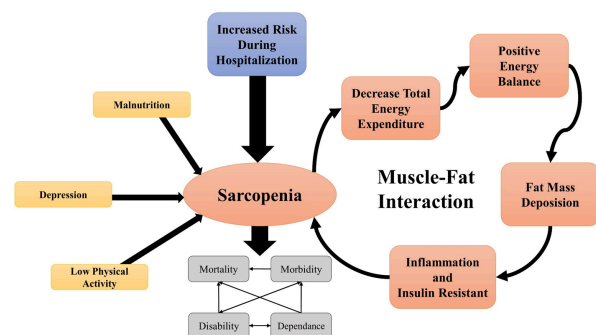 Increased Risk
During
Hospitalization
Positive
Energy
Balance
Decrease Total
Energy
Expenditure
Malnutrition
Depression
Sarcopenia
Muscle-Fat
Interaction
Fat Mass
Deposision
Low Physical
Activity
Inflammation
and
Insulin Resistant
Mortality
Morbidity
Disability
Dependance